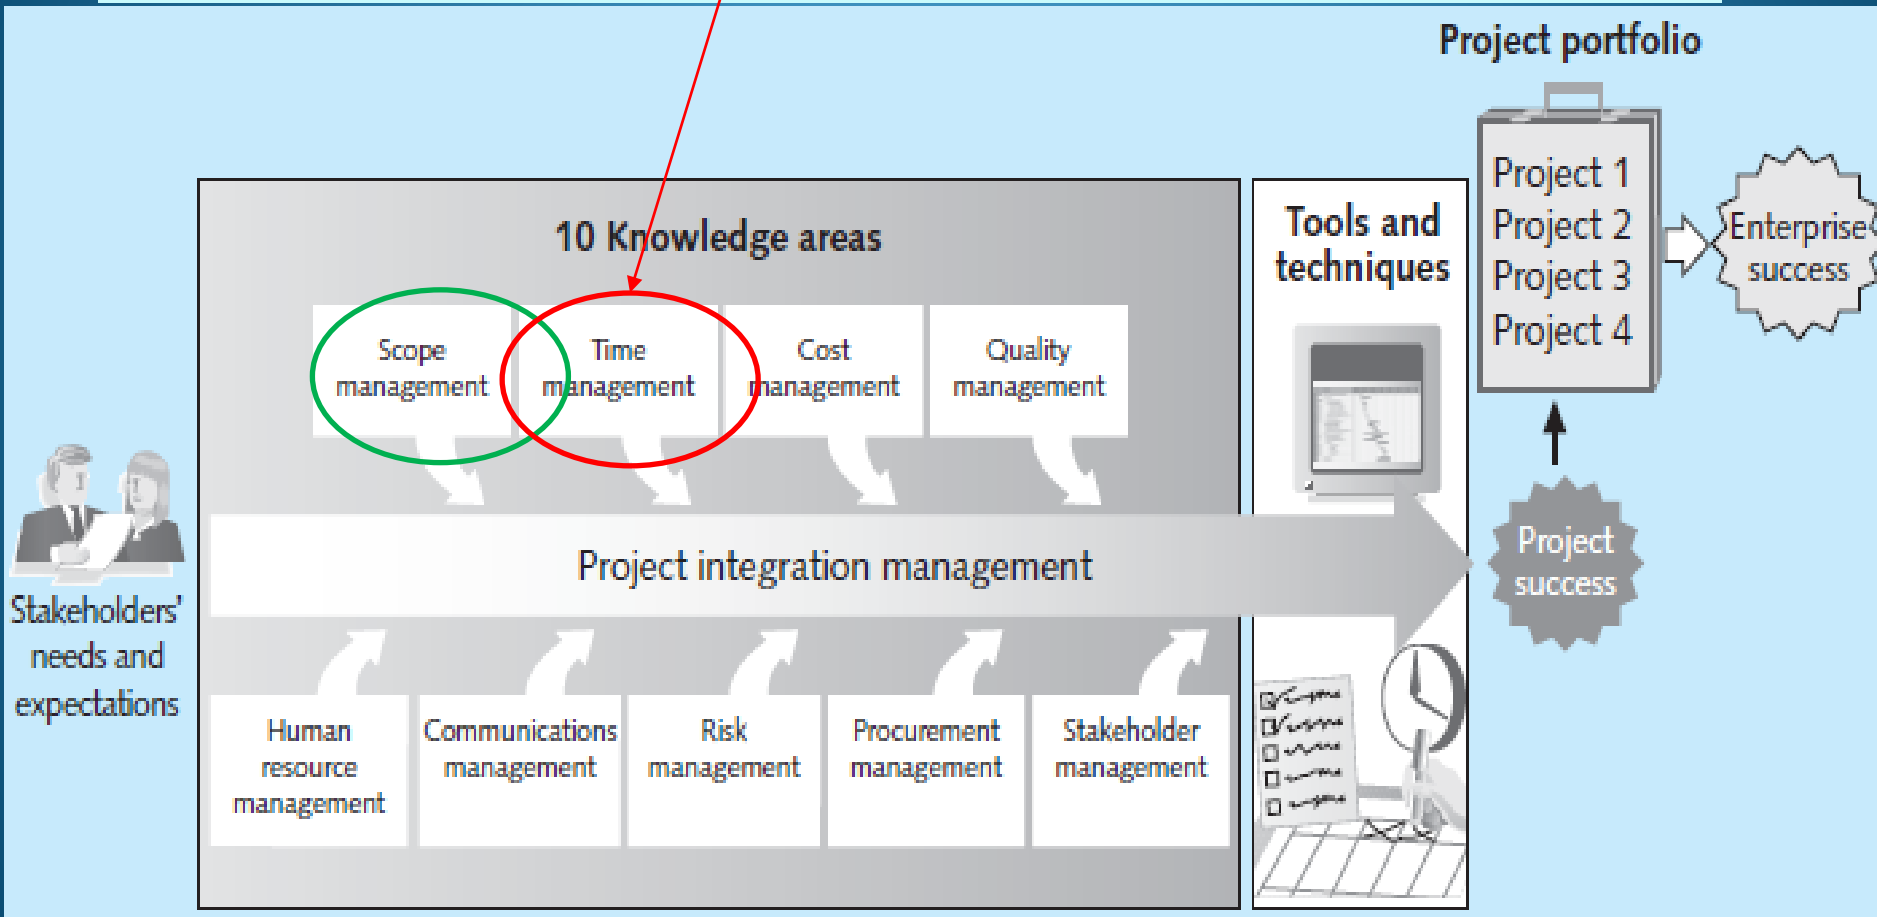 Project portfolio
Project 1
Project 2
Project 3
Project 4
Enterprise
success
10 Knowledge areas
Tools and
techniques
Scope
management
Time
management
Cost
management
Quality
management
Project integration management
Project
success
Stakeholders'
needs and
expectations
Human
resource
management
Communications
management
Risk
management
Procurement
management
Stakeholder
management